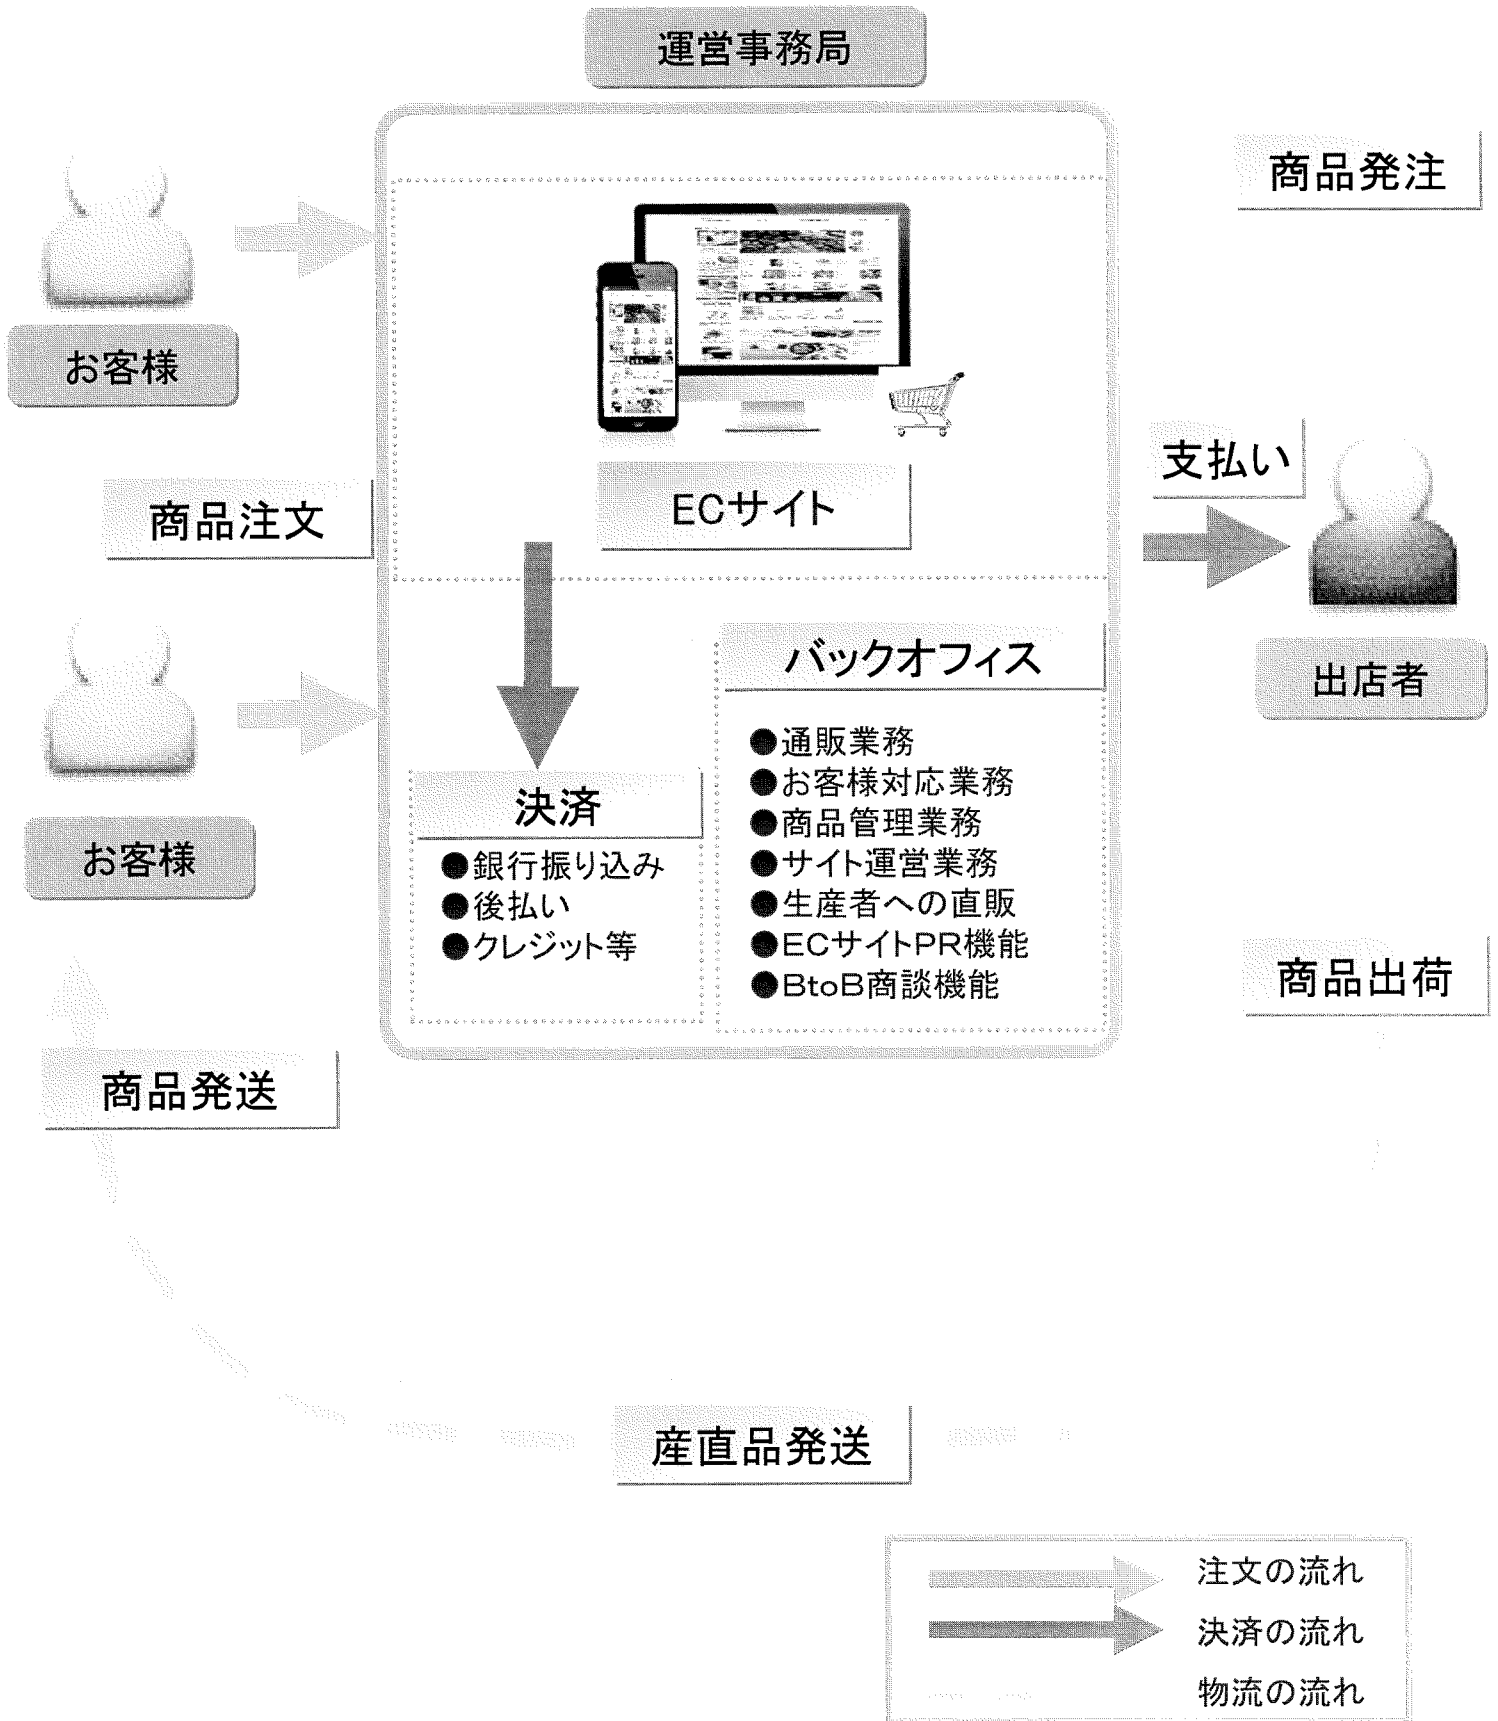 運営事務局
商品発注
お客様
商品注文
ECサイト
支払い
出店者
お客様
決済
●銀行振り込み
●後払い
●クレジット等
バックオフィス
●通販業務
●お客様対応業務
●商品管理業務
●サイト運営業務
●生産者への直販
●ECサイトPR機能
●BtoB商談機能
商品出荷
商品発送
産直品発送
注文の流れ
決済の流れ
物流の流れ